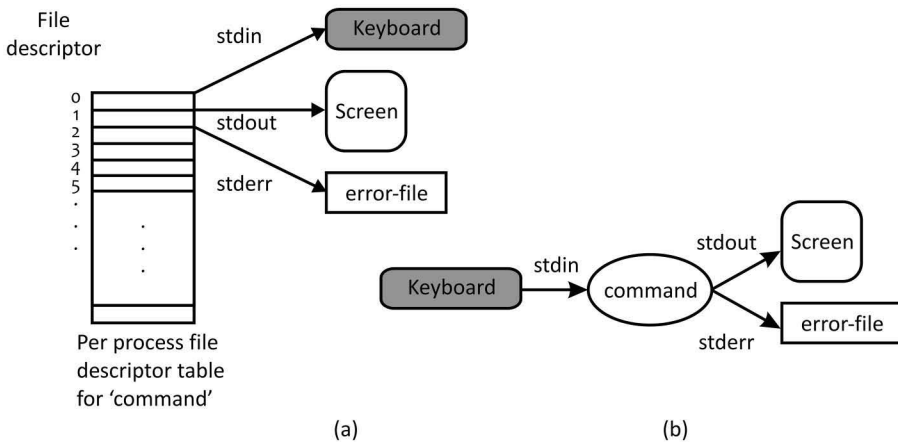 File
descriptor
0
1
2
3
4
5
.
.
.
.
.
.
stdin
Keyboard
stdout
Screen
stderr
error-file
Per process file
descriptor table
for ‘command’
(a)
Keyboard
stdin
command
stdout
Screen
stderr
error-file
(b)